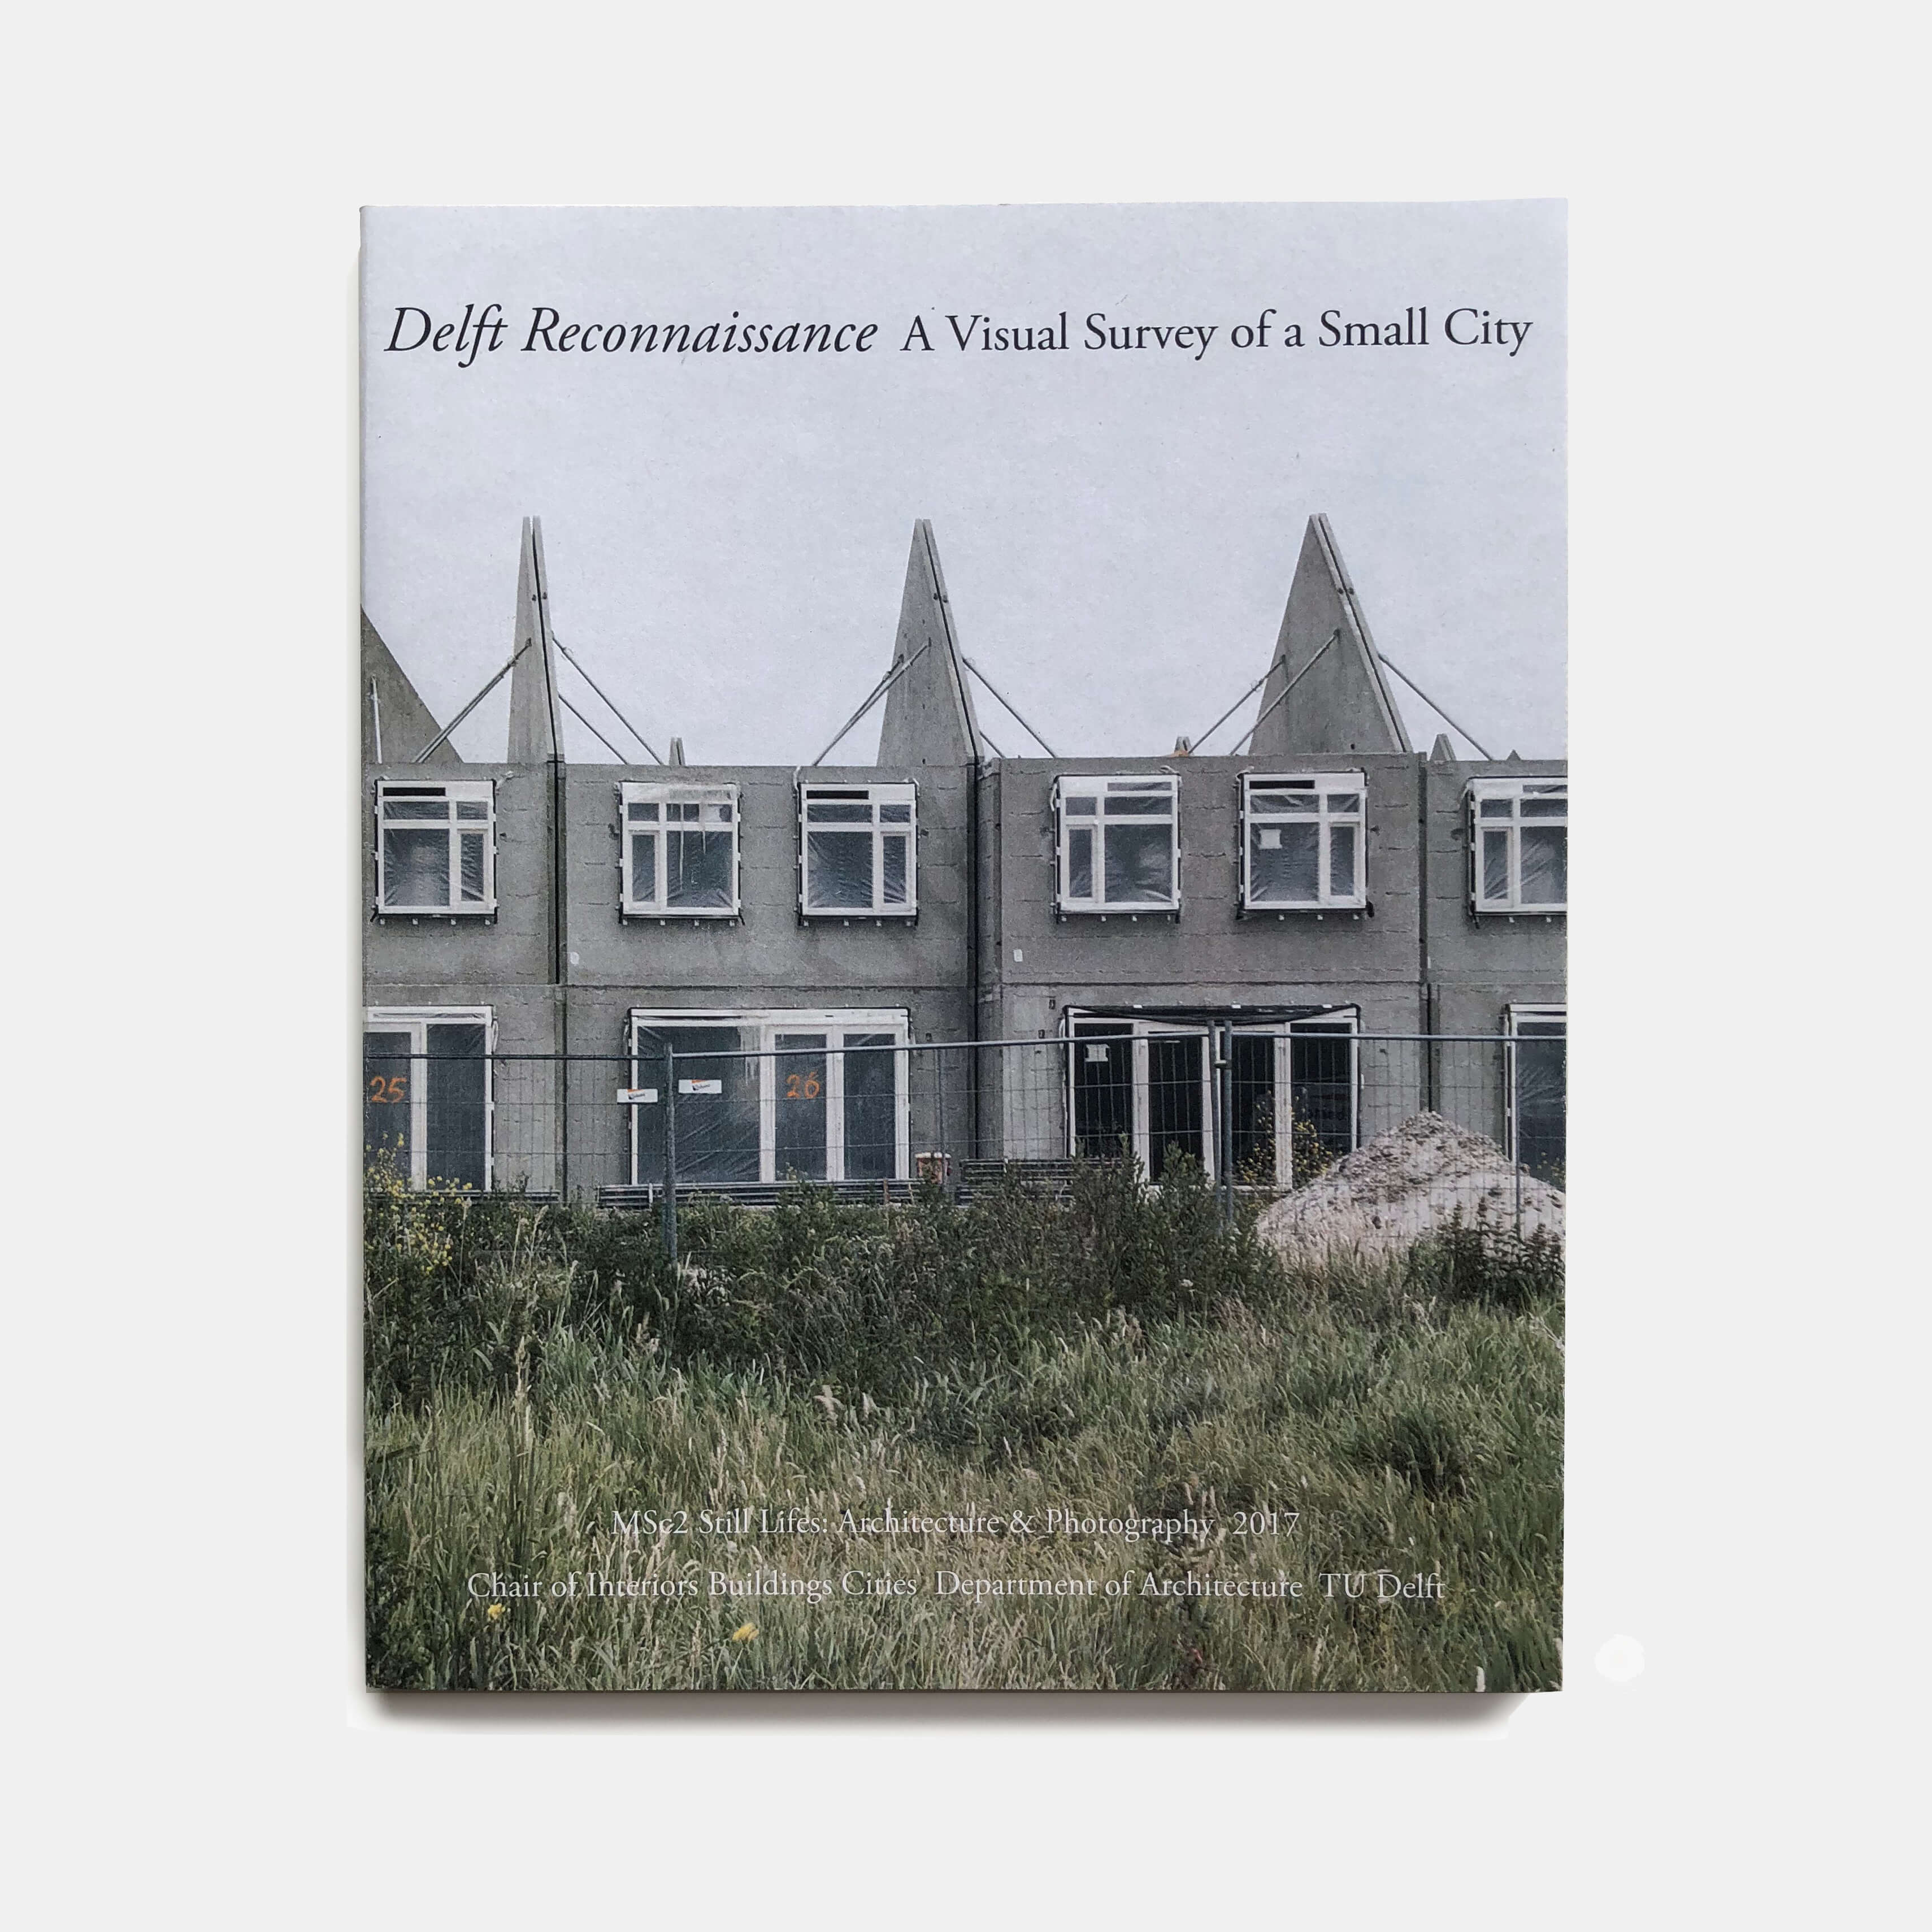 Delft Reconnaissance A Visual Survey of a Small City
25
26
MSc2 Still Lifes: Architecture & Photography 2017
Chair of Interiors Buildings Cities Department of Architecture TU Delft